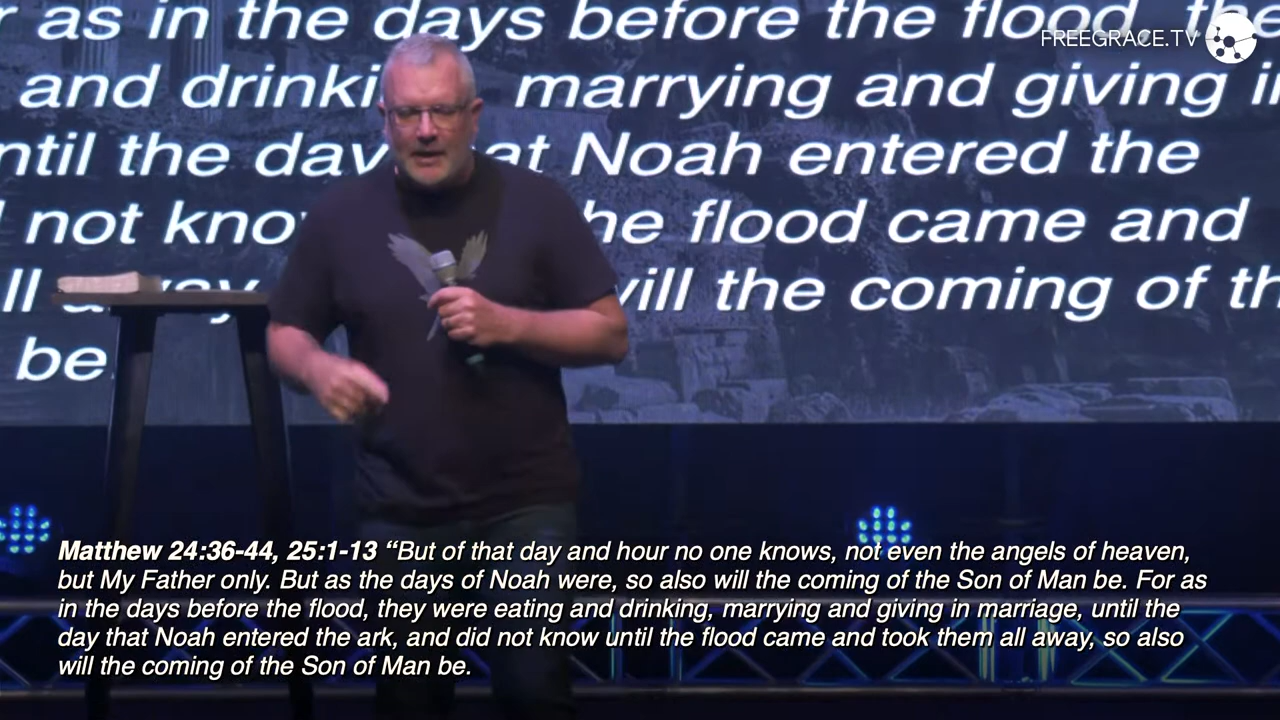 as in the days before the flood, the
FREEGRACE.TV
and drinki marrying and giving in
ntil the day at Noah entered the
not know he flood came and
ll away will the coming of th
be.
Matthew 24:36-44, 25:1-13 “But of that day and hour no one knows, not even the angels of heaven,
but My Father only. But as the days of Noah were, so also will the coming of the Son of Man be. For as
in the days before the flood, they were eating and drinking, marrying and giving in marriage, until the
day that Noah entered the ark, and did not know until the flood came and took them all away, so also
will the coming of the Son of Man be.